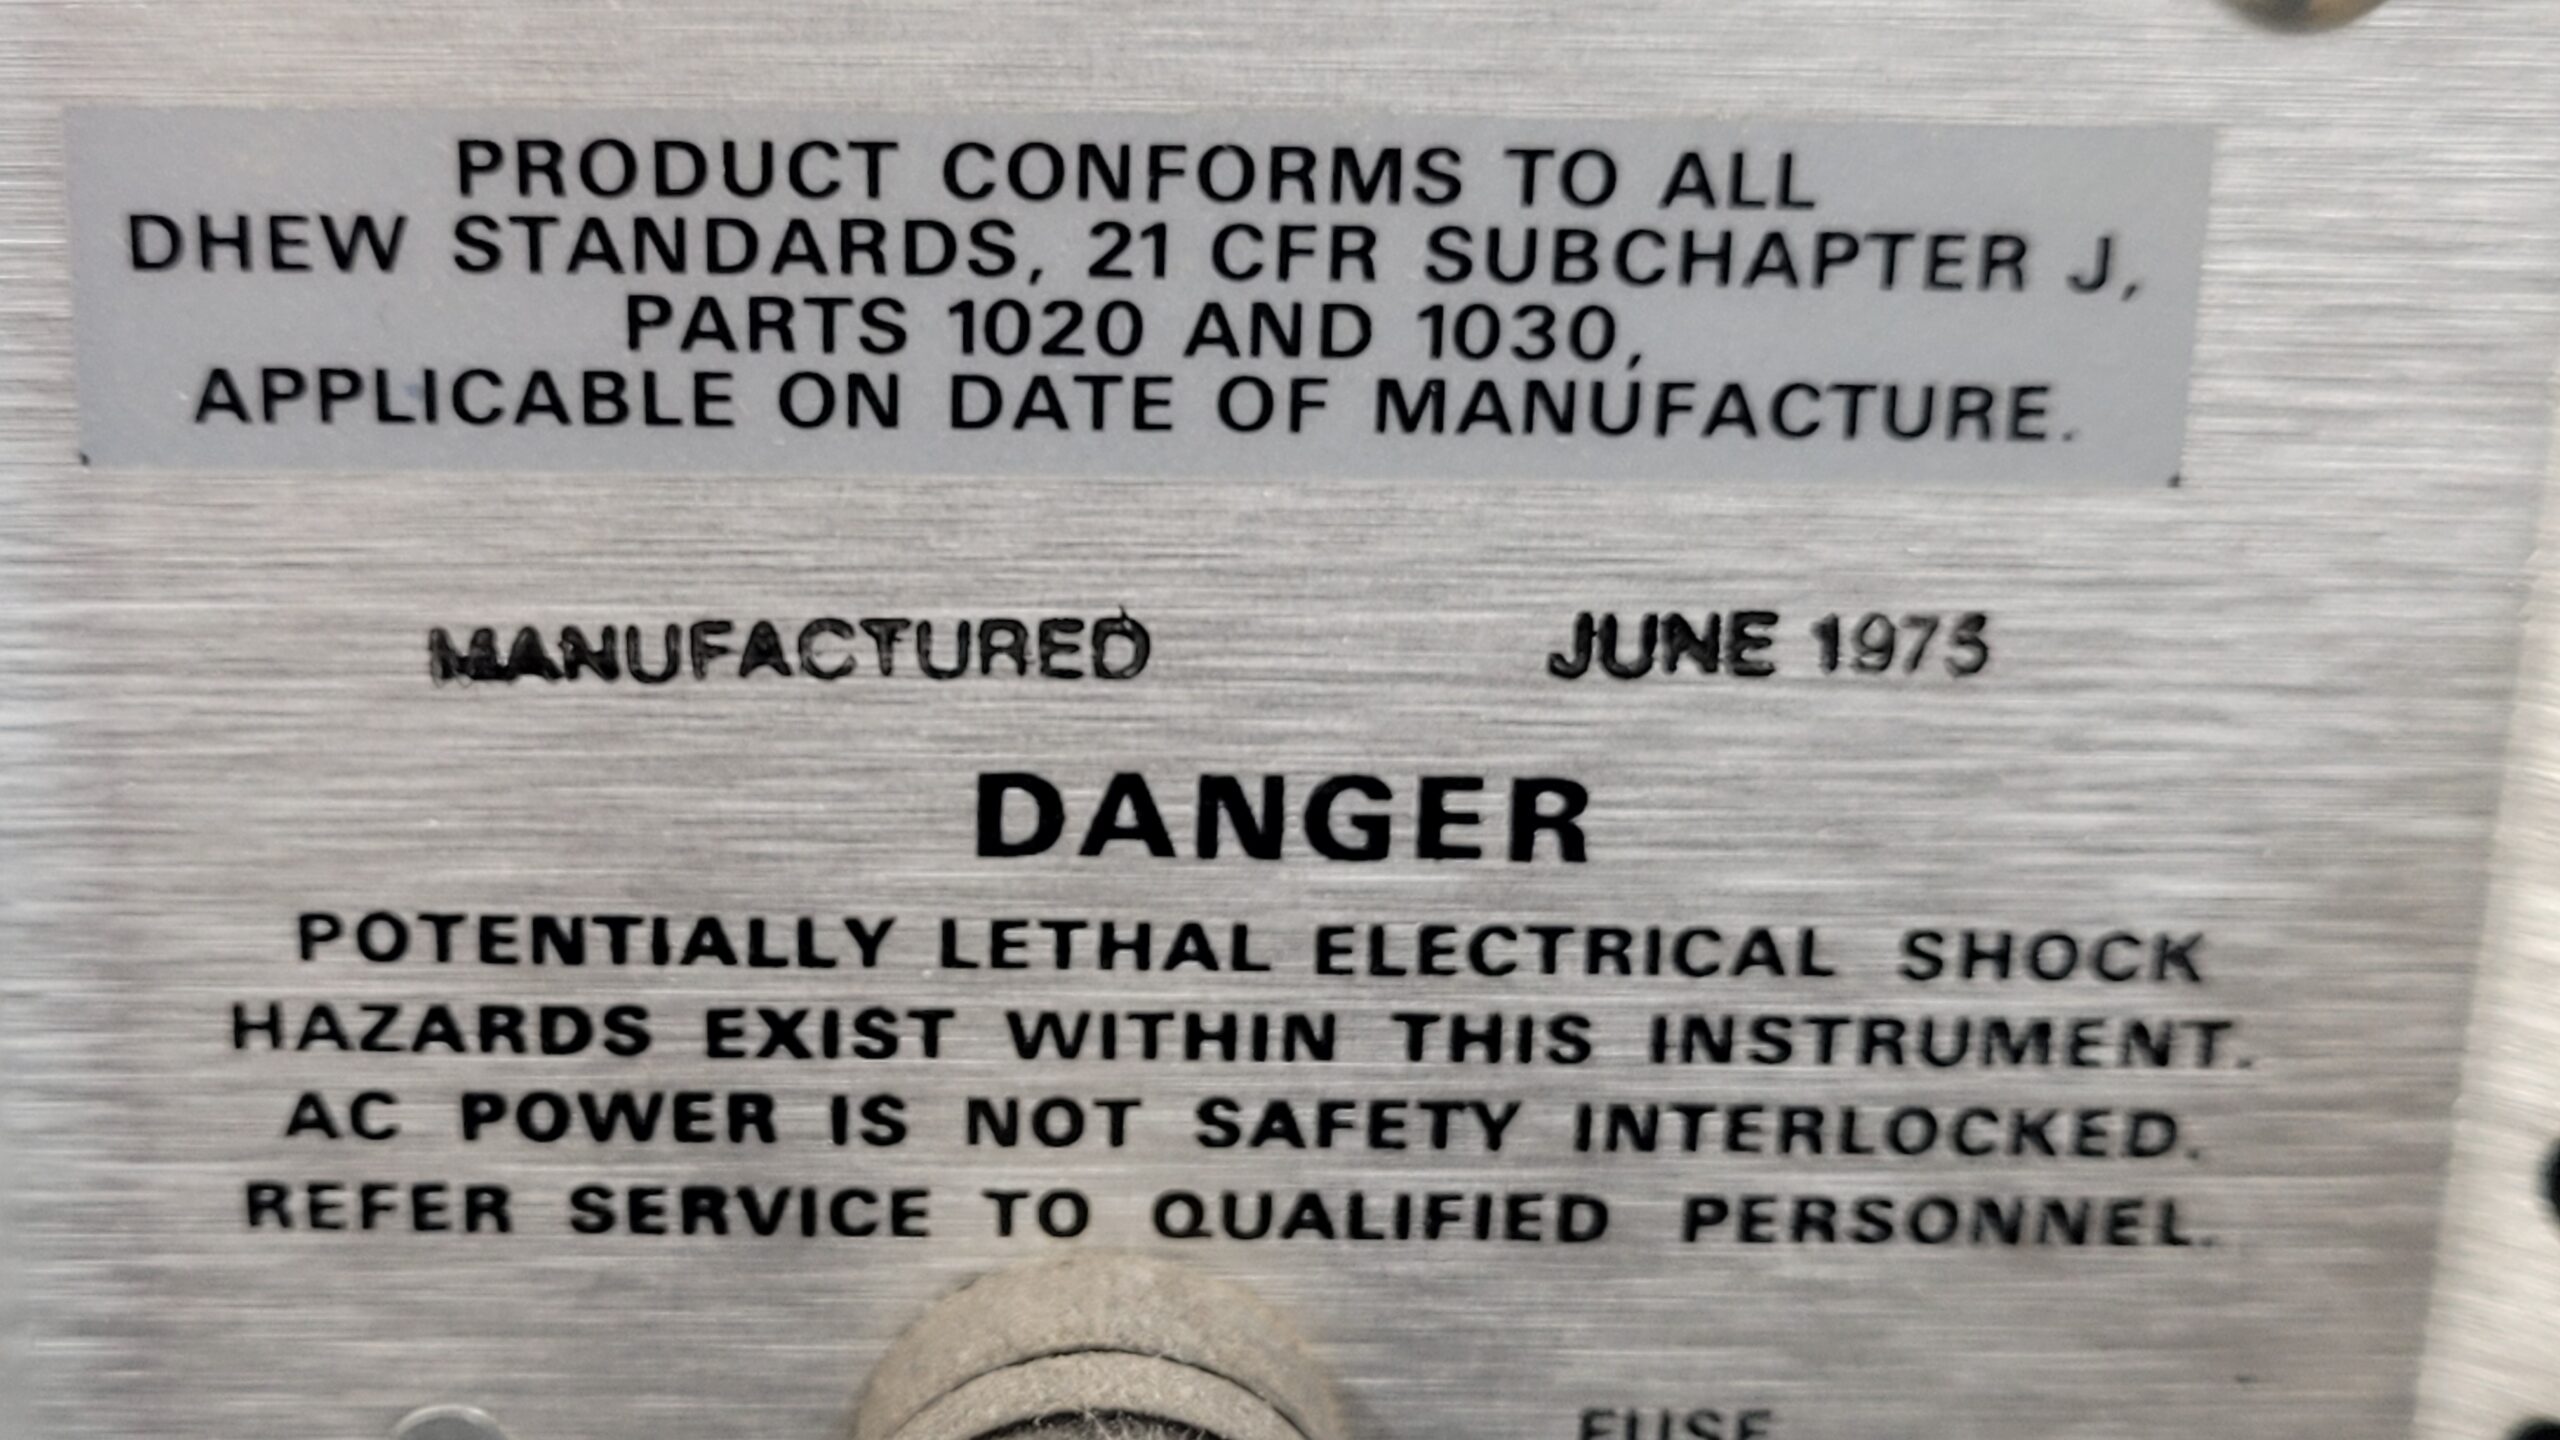 PRODUCT CONFORMS TO ALL
DHEW STANDARDS, 21 CFR SUBCHAPTER J,
PARTS 1020 AND 1030,
APPLICABLE ON DATE OF MANUFACTURE.
MANUFACTURED JUNE 1975
DANGER
POTENTIALLY LETHAL ELECTRICAL SHOCK
HAZARDS EXIST WITHIN THIS INSTRUMENT.
AC POWER IS NOT SAFETY INTERLOCKED.
REFER SERVICE TO QUALIFIED PERSONNEL.
FUSE